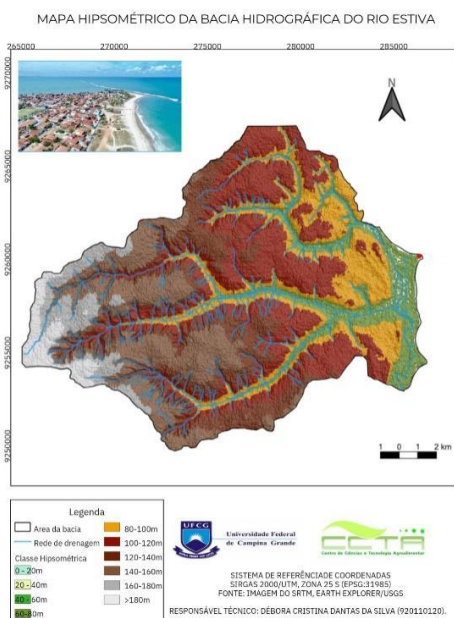 MAPA HIPSOMÉTRICO DA BACIA HIDROGRÁFICA DO RIO ESTIVA
265000 270000 275000 280000 285000
9270000
9265000
9260000
9255000
9250000
N
1 0 1 2 km
Legenda
Area da bacia
Rede de drenagem
Classe Hipsométrica
0 - 20m
20 - 40m
40 - 60m
60-80m
80-100m
100-120m
120-140m
140-160m
160-180m
>180m
UFCG
Universidade Federal
de Campina Grande
CCTA
Centro de Ciências e Tecnologia Agroalimentar
SISTEMA DE REFERÊNCIADE COORDENADAS
SIRGAS 2000/UTM, ZONA 25 S (EPSG:31985)
FONTE: IMAGEM DO SRTM, EARTH EXPLORER/USGS
RESPONSÁVEL TÉCNICO: DÉBORA CRISTINA DANTAS DA SILVA (920110120).